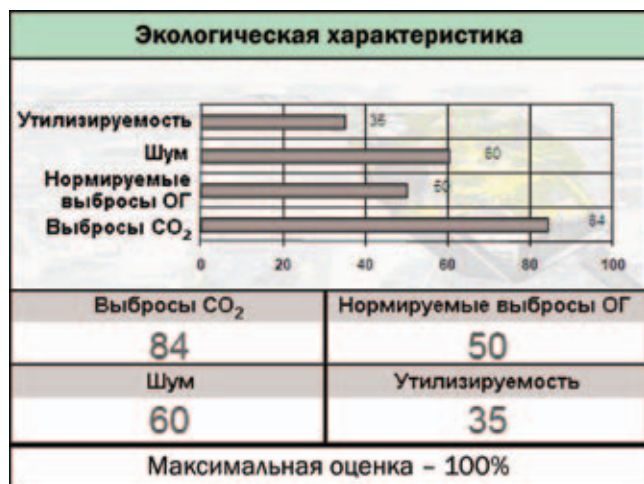 Экологическая характеристика
Утилизируемость 35
Шум 60
Нормируемые
выбросы ОГ 50
Выбросы CO₂ 84
0 20 40 60 80 100
Выбросы CO₂ Нормируемые выбросы ОГ
84 50
Шум Утилизируемость
60 35
Максимальная оценка – 100%